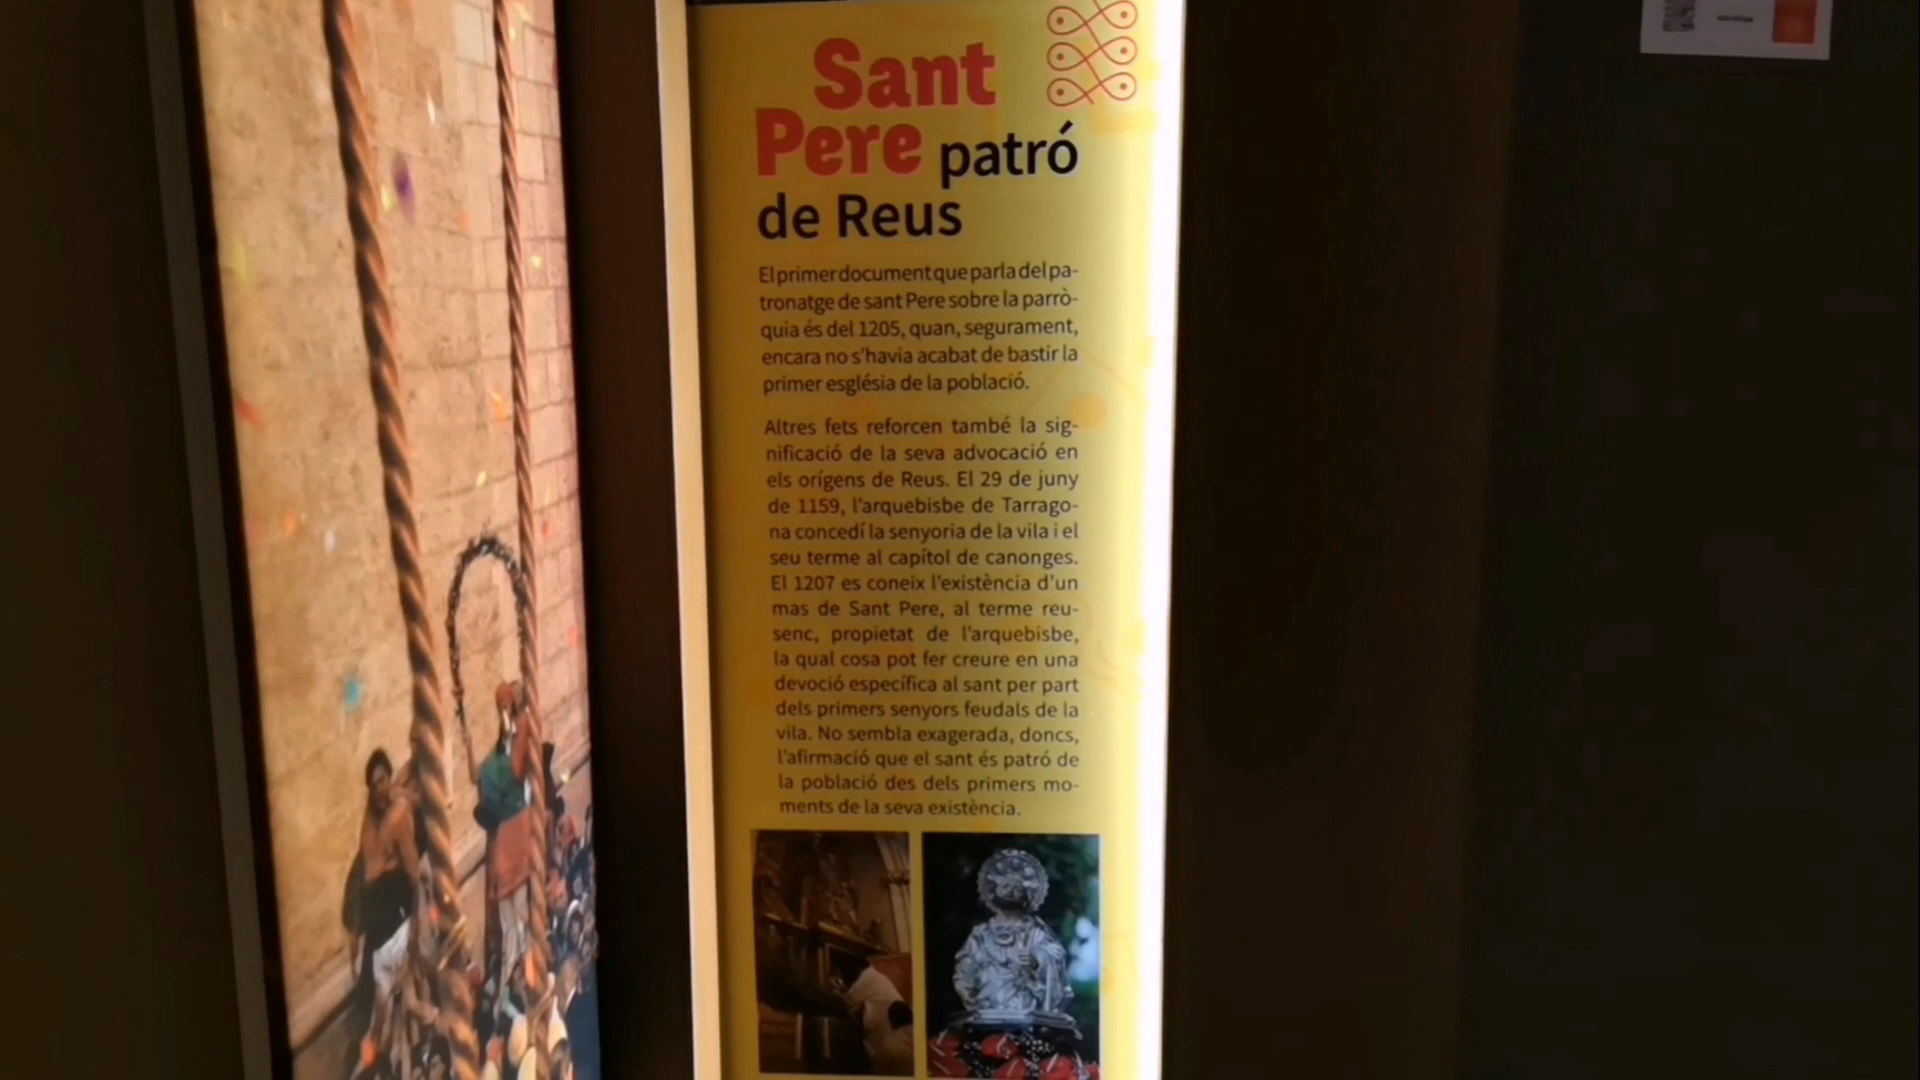 Sant
Pere patró
de Reus
El primer document que parla del pa-
tronatge de sant Pere sobre la parrò-
quia és del 1205, quan, segurament,
encara no s'havia acabat de bastir la
primer església de la població.
Altres fets reforcen també la sig-
nificació de la seva advocació en
els orígens de Reus. El 29 de juny
de 1159, l'arquebisbe de Tarrago-
na concedí la senyoria de la vila i el
seu terme al capítol de canonges.
El 1207 es coneix l'existència d'un
mas de Sant Pere, al terme reu-
senc, propietat de l'arquebisbe,
la qual cosa pot fer creure en una
devoció específica al sant per part
dels primers senyors feudals de la
vila. No sembla exagerada, doncs,
l'afirmació que el sant és patró de
la població des dels primers mo-
ments de la seva existència.